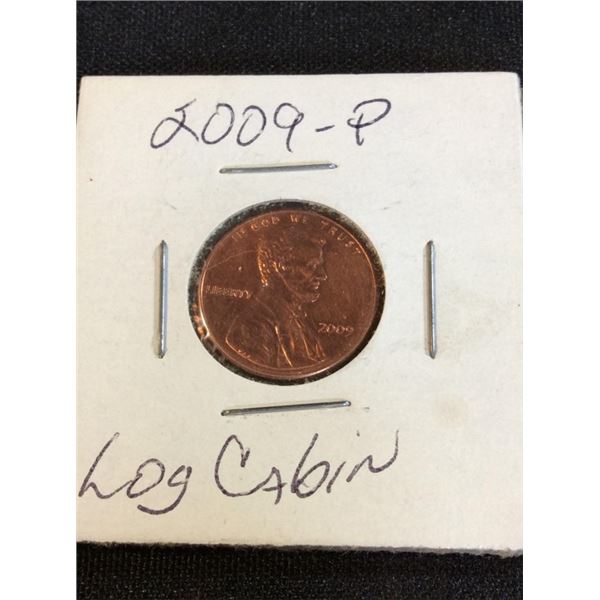 2009-P
IN GOD WE TRUST
LIBERTY
2009
Log Cabin